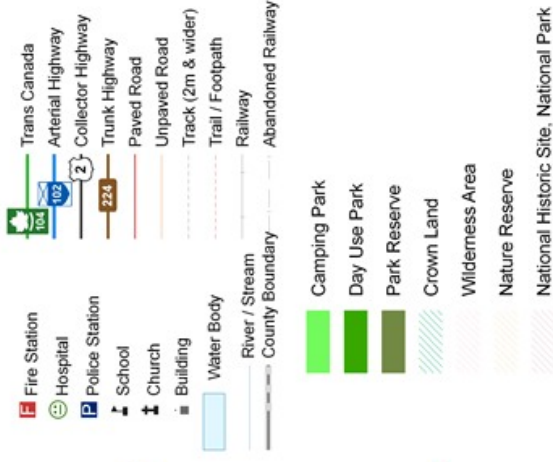 F Fire Station
Hospital
P Police Station
School
Church
Building
Water Body
River / Stream
County Boundary
104 Trans Canada
102 Arterial Highway
2 Collector Highway
224 Trunk Highway
Paved Road
Unpaved Road
Track (2m & wider)
Trail / Footpath
Railway
Abandoned Railway
Camping Park
Day Use Park
Park Reserve
Crown Land
Wilderness Area
Nature Reserve
National Historic Site, National Park